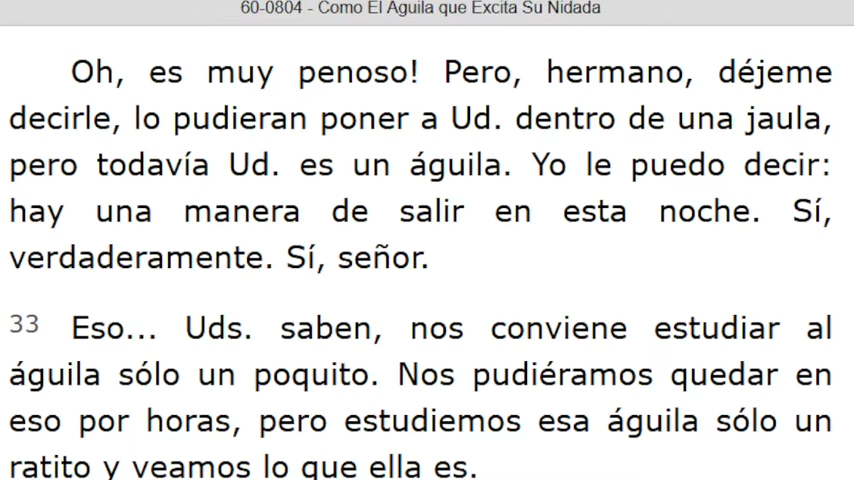 60-0804 - Como El Aguila que Excita Su Nidada
Oh, es muy penoso! Pero, hermano, déjeme
decirle, lo pudieran poner a Ud. dentro de una jaula,
pero todavía Ud. es un águila. Yo le puedo decir:
hay una manera de salir en esta noche. Sí,
verdaderamente. Sí, señor.
33 Eso... Uds. saben, nos conviene estudiar al
águila sólo un poquito. Nos pudiéramos quedar en
eso por horas, pero estudiemos esa águila sólo un
ratito y veamos lo que ella es.